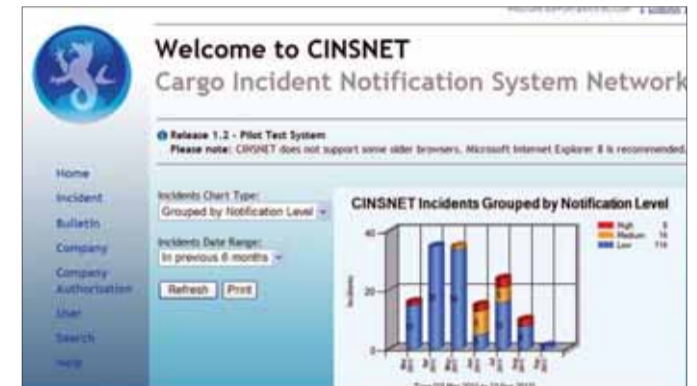 Welcome to CINSNET
Cargo Incident Notification System Network
Release 1.2 - Pilot Test System
Please note: CINSNET does not support some older browsers. Microsoft Internet Explorer 8 is recommended.
Home
Incident
Bulletin
Company
Company
Authorisation
User
Search
Help
Incidents Chart Type:
Grouped by Notification Level
Incidents Date Range:
In previous 6 months
Refresh
Print
CINSNET Incidents Grouped by Notification Level
High
Medium
Low
40
20
0
Incidents